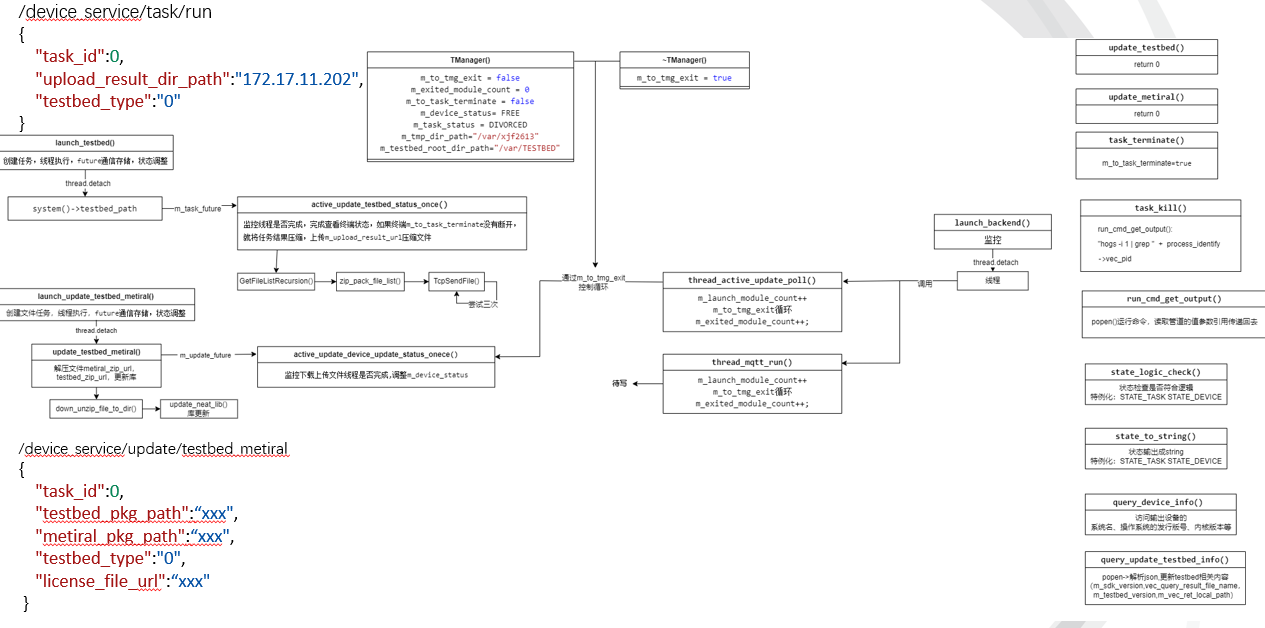 /device_service/task/run
{
"task_id":0,
"upload_result_dir_path":"172.17.11.202",
"testbed_type":"0"
}
launch_testbed()
创建任务，线程执行，future通信存储，状态调整
thread.detach
system()->testbed_path
m_task_future
active_update_testbed_status_once()
监控线程是否完成，完成查看终端状态，如果终端m_to_task_terminate没有断开，
就将任务结果压缩，上传m_upload_result_url压缩文件
GetFileListRecursion()
zip_pack_file_list()
TcpSendFile()
尝试三次
launch_update_testbed_metiral()
创建文件任务，线程执行，future通信存储，状态调整
thread.detach
update_testbed_metiral()
解压文件metiral_zip_url,
testbed_zip_url，更新库
m_update_future
active_update_device_update_status_onece()
监控下载上传文件线程是否完成,调整m_device_status
down_unzip_file_to_dir()
update_neat_lib()
库更新
TManager()
m_to_tmg_exit = false
m_exited_module_count = 0
m_to_task_terminate = false
m_device_status= FREE
m_task_status = DIVORCED
m_tmp_dir_path="/var/xjf2613"
m_testbed_root_dir_path="/var/TESTBED"
~TManager()
m_to_tmg_exit = true
通过m_to_tmg_exit
控制循环
thread_active_update_poll()
m_launch_module_count++
m_to_tmg_exit循环
m_exited_module_count++;
thread_mqtt_run()
m_launch_module_count++
m_to_tmg_exit循环
m_exited_module_count++;
待写
调用
launch_backend()
监控
thread.detach
线程
update_testbed()
return 0
update_metiral()
return 0
task_terminate()
m_to_task_terminate=true
task_kill()
run_cmd_get_output():
"hogs -i 1 | grep " + process_identify
->vec_pid
run_cmd_get_output()
popen()运行命令，读取管道的值参数引用传递回去
state_logic_check()
状态检查是否符合逻辑
特例化：STATE_TASK STATE_DEVICE
state_to_string()
状态输出成string
特例化：STATE_TASK STATE_DEVICE
query_device_info()
访问输出设备的
系统名、操作系统的发行版号、内核版本等
query_update_testbed_info()
popen->解析json,更新testbed相关内容
(m_sdk_version,vec_query_result_file_name,
m_testbed_version,m_vec_ret_local_path)
/device_service/update/testbed_metiral
{
"task_id":0,
"testbed_pkg_path":“xxx",
"metiral_pkg_path":“xxx",
"testbed_type":"0",
"license_file_url":“xxx"
}